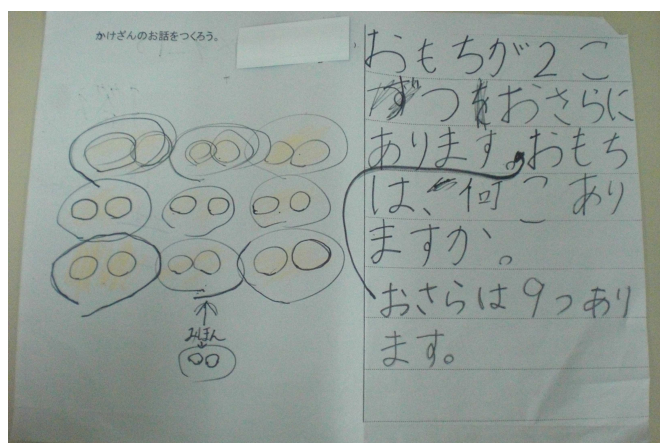 かけざんのお話をつくろう。
みほん
おもちが2こ
ずつおさらに
あります。おもち
は、何こあり
ますか。
おさらは9つあり
ます。